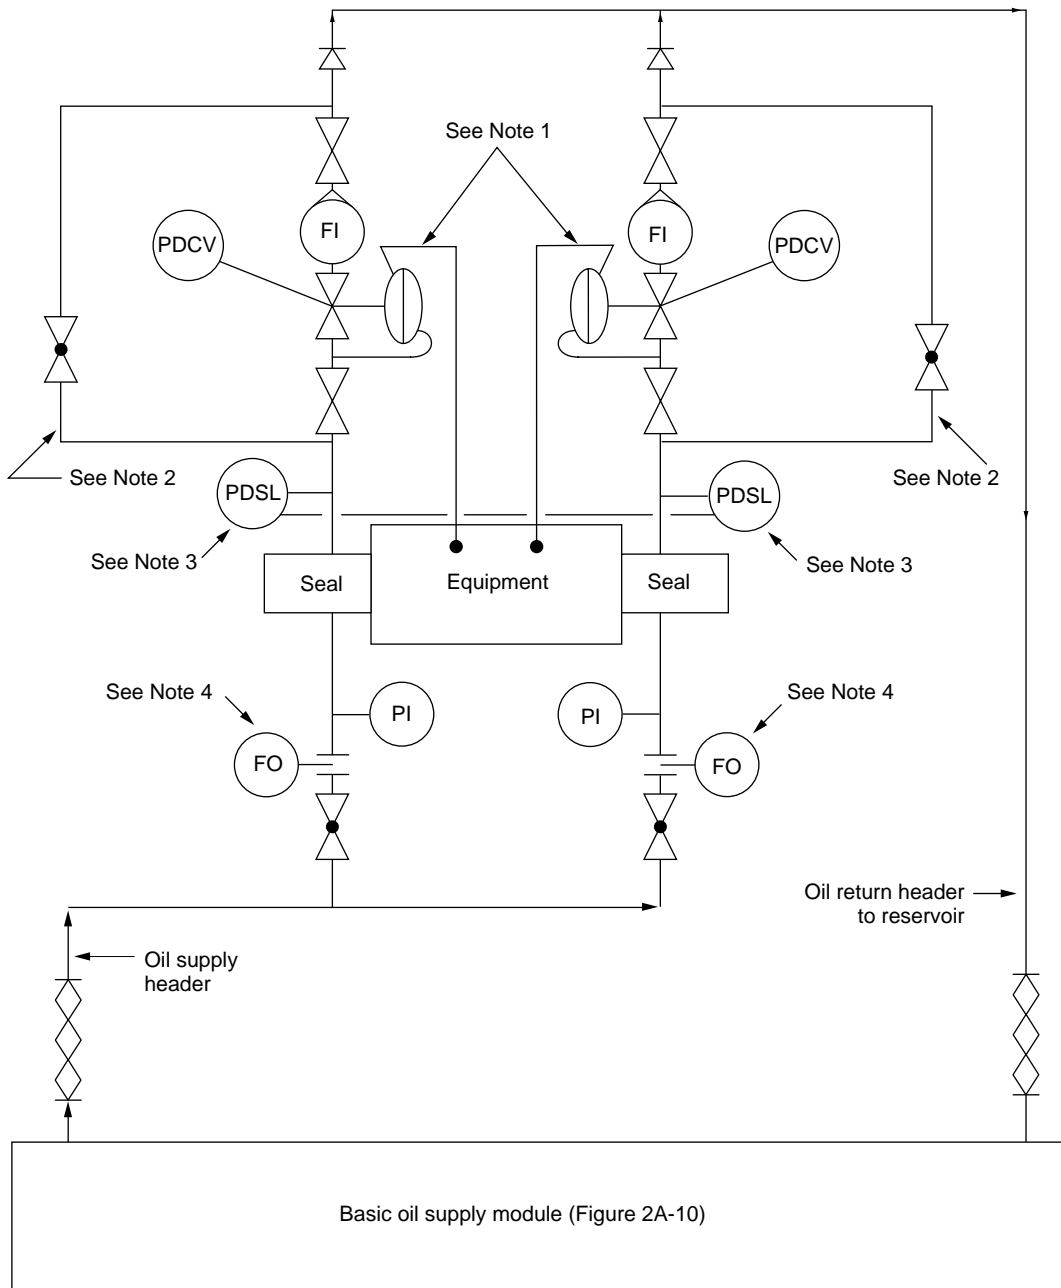 See Note 1
FI
FI
PDCV
PDCV
See Note 2
See Note 2
PDSL
PDSL
See Note 3
See Note 3
Seal
Equipment
Seal
See Note 4
See Note 4
PI
PI
FO
FO
Oil return header
to reservoir
Oil supply
header
Basic oil supply module (Figure 2A-10)